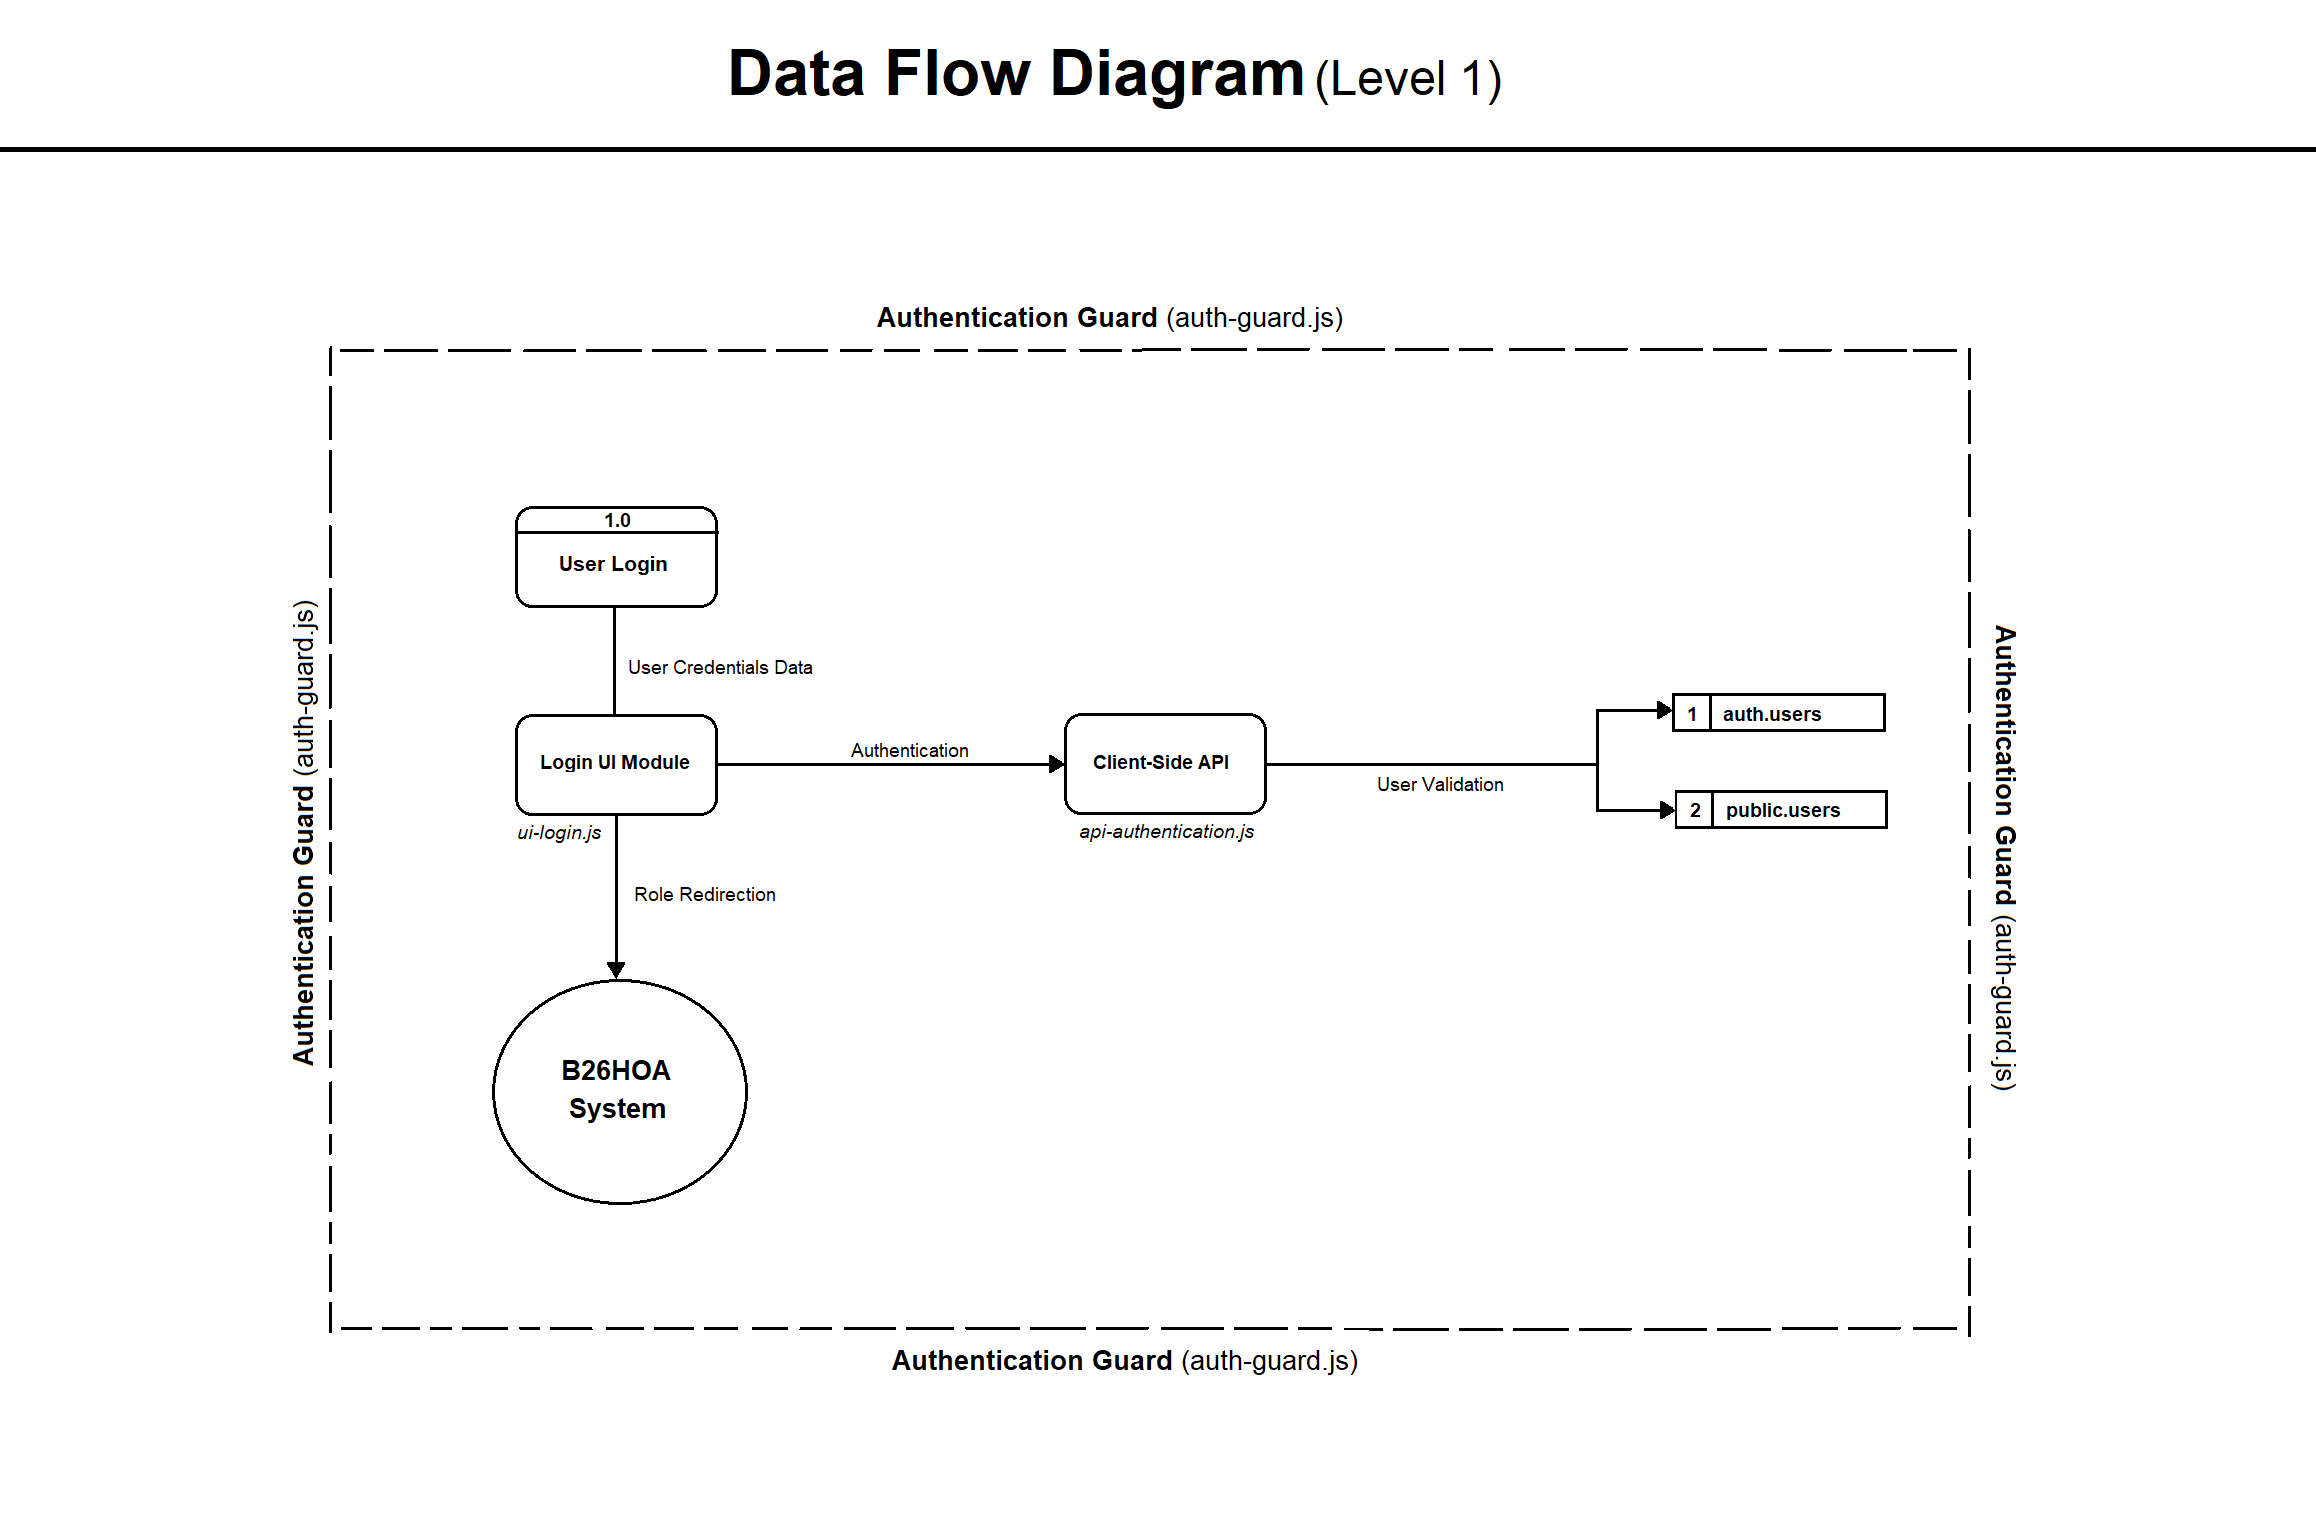 Data Flow Diagram (Level 1)
Authentication Guard (auth-guard.js)
Authentication Guard (auth-guard.js)
Authentication Guard (auth-guard.js)
1.0
User Login
User Credentials Data
Login UI Module
ui-login.js
Authentication
Client-Side API
api-authentication.js
User Validation
1 auth.users
2 public.users
Role Redirection
B26HOA
System
Authentication Guard (auth-guard.js)